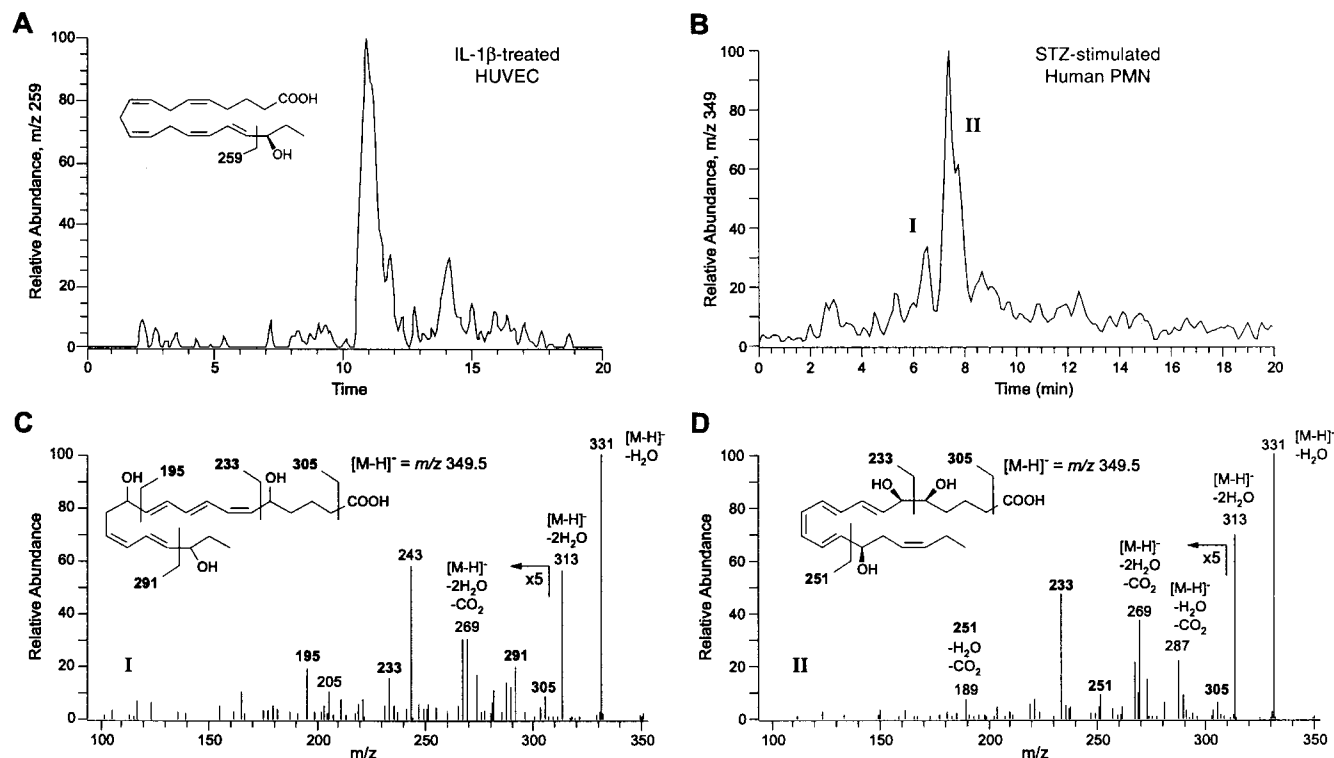 A
IL-1β-treated
HUVEC
Relative Abundance, m/z 259
100
80
60
40
20
0
COOH
OH
259
0 5 10 15 20
Time
B
STZ-stimulated
Human PMN
Relative Abundance, m/z 349
100
80
60
40
20
0
I
II
0 2 4 6 8 10 12 14 16 18 20
Time (min)
C
Relative Abundance
100
80
60
40
20
0
331 [M-H]⁻
-H₂O
OH 195 233 OH 305 [M-H]⁻ = m/z 349.5
COOH
291 OH
[M-H]⁻
-2H₂O
313
x5
243
[M-H]⁻
-2H₂O
-CO₂
269
I
195
205
233
291
305
100 150 200 250 300 350
m/z
D
Relative Abundance
100
80
60
40
20
0
331 [M-H]⁻
-H₂O
233 305 [M-H]⁻ = m/z 349.5
HO OH
COOH
251 OH
[M-H]⁻
-2H₂O
313
x5
[M-H]⁻
-2H₂O
-CO₂
269
[M-H]⁻
-H₂O
-CO₂
287
233
251
-H₂O
-CO₂
189
II
251
305
100 150 200 250 300 350
m/z